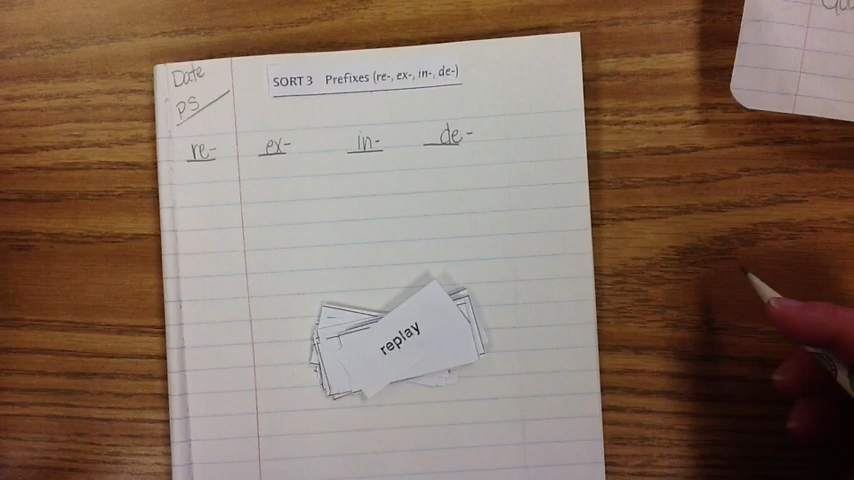 Date
PS
SORT 3 Prefixes (re-, ex-, in-, de-)
re- ex- in- de-
replay